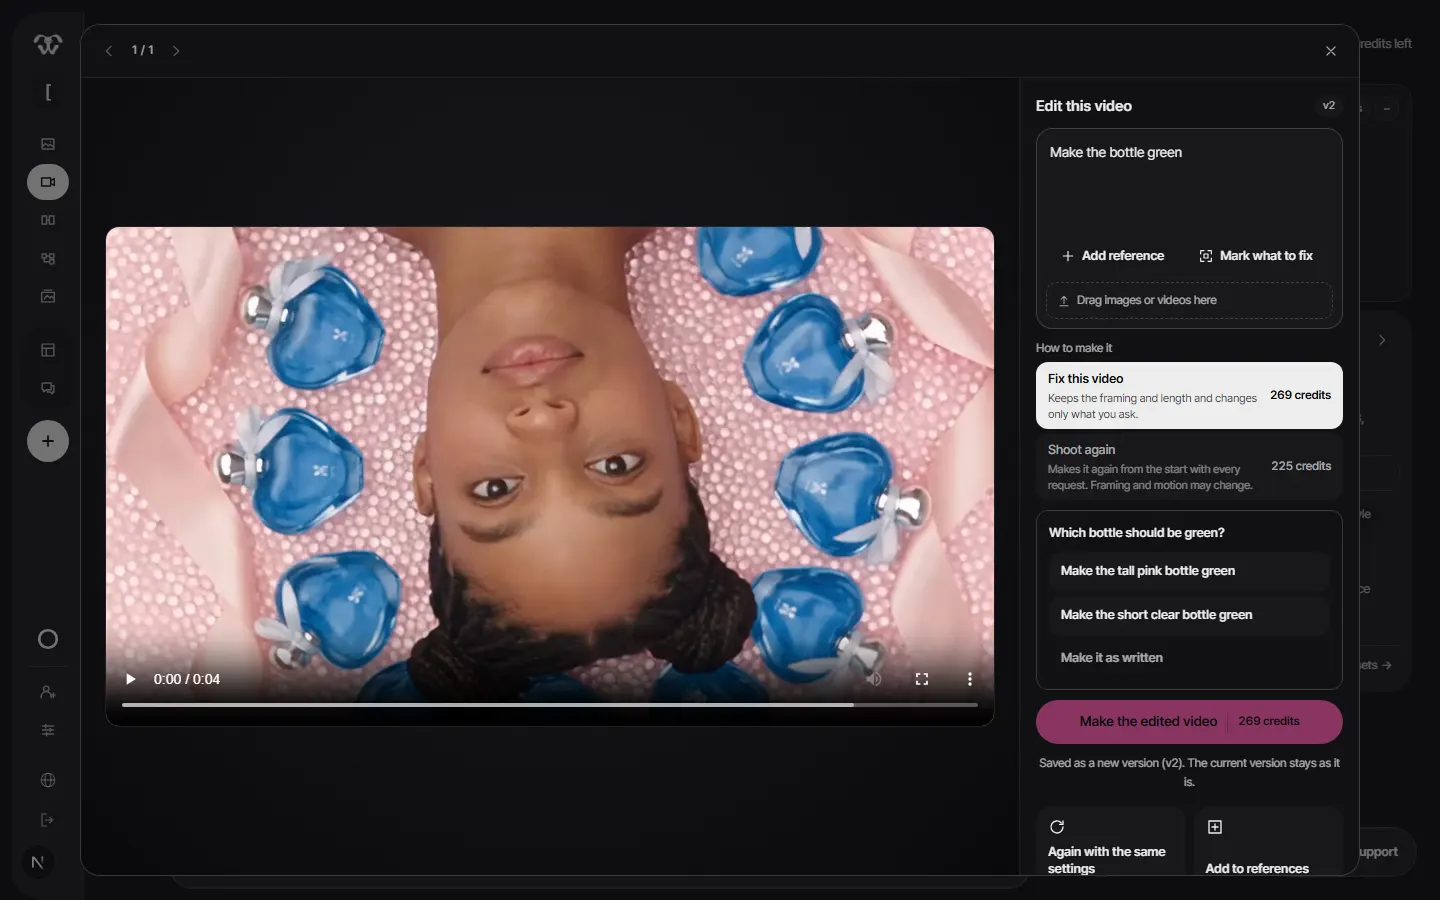 1 / 1
redits left
Edit this video
v2
Make the bottle green
Add reference
Mark what to fix
Drag images or videos here
How to make it
Fix this video
Keeps the framing and length and changes
only what you ask.
269 credits
Shoot again
Makes it again from the start with every
request. Framing and motion may change.
225 credits
Which bottle should be green?
Make the tall pink bottle green
Make the short clear bottle green
Make it as written
0:00 / 0:04
Make the edited video
269 credits
Saved as a new version (v2). The current version stays as it
is.
Again with the same
settings
Add to references
upport